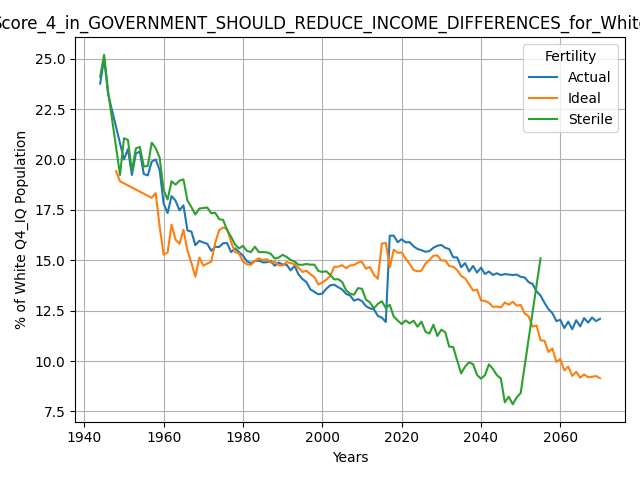 Score_4_in_GOVERNMENT_SHOULD_REDUCE_INCOME_DIFFERENCES_for_White
Fertility
Actual
Ideal
Sterile
% of White Q4_IQ Population
25.0
22.5
20.0
17.5
15.0
12.5
10.0
7.5
1940
1960
1980
2000
2020
2040
2060
Years